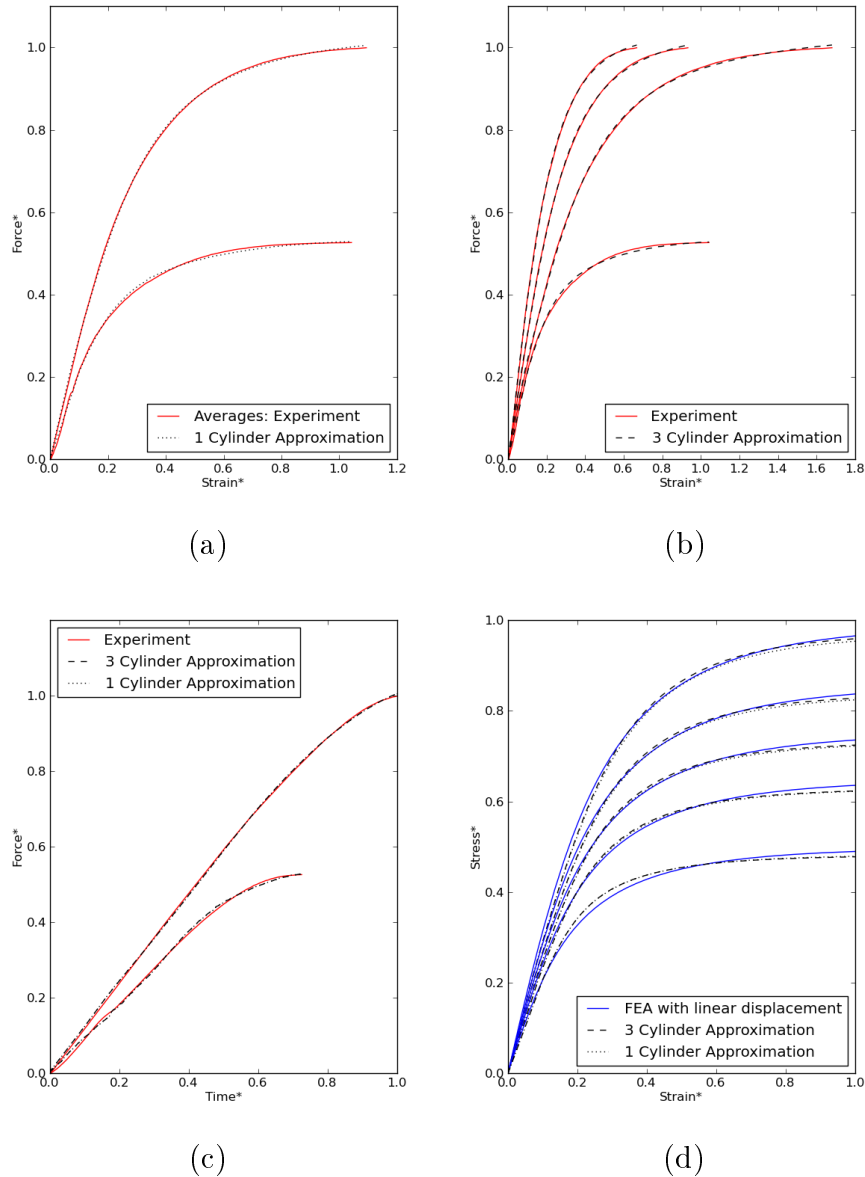 1.0
0.8
0.6
0.4
0.2
0.0
Force*
0.0 0.2 0.4 0.6 0.8 1.0 1.2
Strain*
Averages: Experiment
1 Cylinder Approximation
(a)
1.0
0.8
0.6
0.4
0.2
0.0
Force*
0.0 0.2 0.4 0.6 0.8 1.0 1.2 1.4 1.6 1.8
Strain*
Experiment
3 Cylinder Approximation
(b)
Experiment
3 Cylinder Approximation
1 Cylinder Approximation
1.0
0.8
0.6
0.4
0.2
0.0
Force*
0.0 0.2 0.4 0.6 0.8 1.0
Time*
(c)
1.0
0.8
0.6
0.4
0.2
0.0
Stress*
0.0 0.2 0.4 0.6 0.8 1.0
Strain*
FEA with linear displacement
3 Cylinder Approximation
1 Cylinder Approximation
(d)